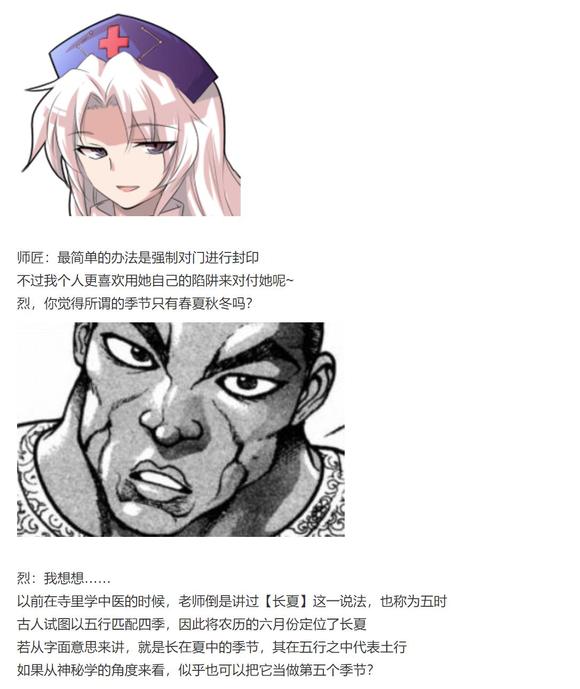 师匠：最简单的办法是强制对门进行封印
不过我个人更喜欢用她自己的陷阱来对付她呢~
烈，你觉得所谓的季节只有春夏秋冬吗？
烈：我想想……
以前在寺里学中医的时候，老师倒是讲过【长夏】这一说法，也称为五时
古人试图以五行匹配四季，因此将农历的六月份定位了长夏
若从字面意思来讲，就是长在夏中的季节，其在五行之中代表土行
如果从神秘学的角度来看，似乎也可以把它当做第五个季节？